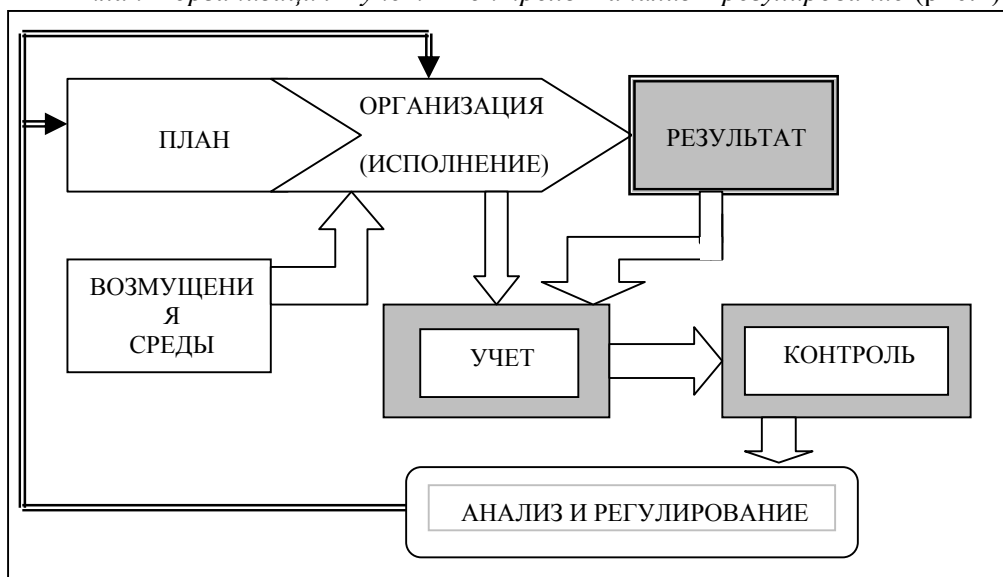 ОРГАНИЗАЦИЯ
ПЛАН
(ИСПОЛНЕНИЕ)
РЕЗУЛЬТАТ
ВОЗМУЩЕНИ
Я
СРЕДЫ
УЧЕТ
КОНТРОЛЬ
АНАЛИЗ И РЕГУЛИРОВАНИЕ